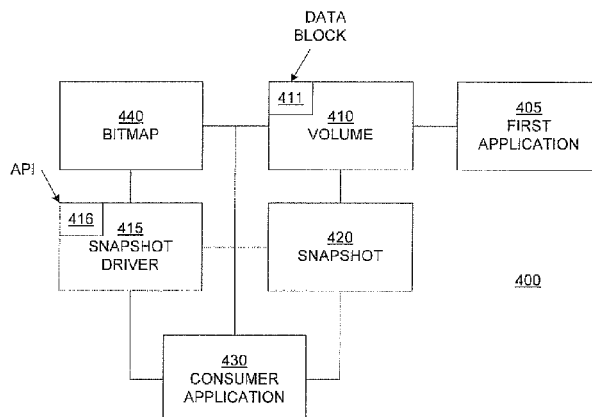 DATA
BLOCK
440
BITMAP
411
410
VOLUME
405
FIRST
APPLICATION
API
416
415
SNAPSHOT
DRIVER
420
SNAPSHOT
400
430
CONSUMER
APPLICATION